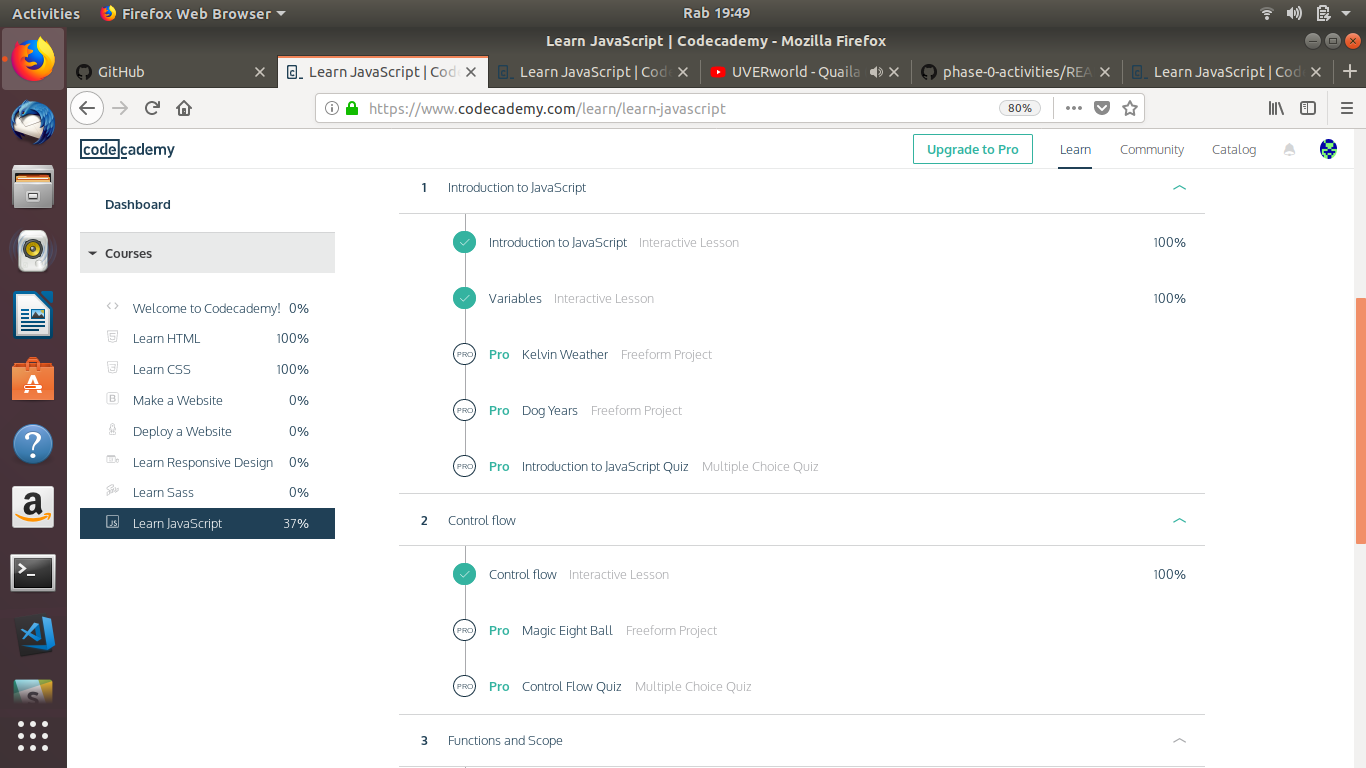 Activities Firefox Web Browser Rab 19:49
Learn JavaScript | Codecademy - Mozilla Firefox
GitHub Learn JavaScript | Cod Learn JavaScript | Cod UVERworld - Quaila phase-0-activities/REA Learn JavaScript | Cod
https://www.codecademy.com/learn/learn-javascript 80%
codecademy Upgrade to Pro Learn Community Catalog
Dashboard
Courses
Welcome to Codecademy! 0%
Learn HTML 100%
Learn CSS 100%
Make a Website 0%
Deploy a Website 0%
Learn Responsive Design 0%
Learn Sass 0%
Learn JavaScript 37%
1 Introduction to JavaScript
Introduction to JavaScript Interactive Lesson 100%
Variables Interactive Lesson 100%
PRO Pro Kelvin Weather Freeform Project
PRO Pro Dog Years Freeform Project
PRO Pro Introduction to JavaScript Quiz Multiple Choice Quiz
2 Control flow
Control flow Interactive Lesson 100%
PRO Pro Magic Eight Ball Freeform Project
PRO Pro Control Flow Quiz Multiple Choice Quiz
3 Functions and Scope